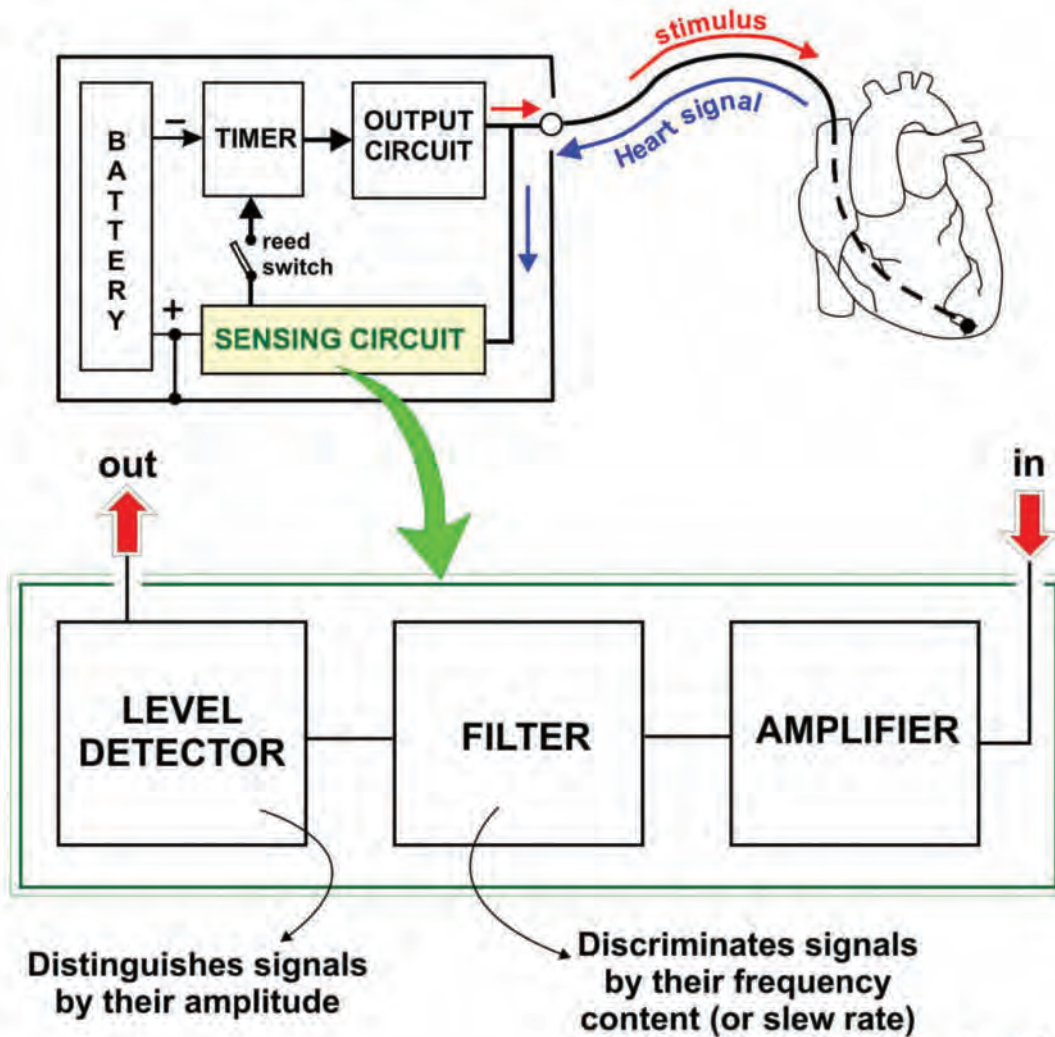 stimulus
Heart signal
BATTERY
−
TIMER
OUTPUT
CIRCUIT
reed
switch
+
SENSING CIRCUIT
out
in
LEVEL
DETECTOR
FILTER
AMPLIFIER
Distinguishes signals
by their amplitude
Discriminates signals
by their frequency
content (or slew rate)